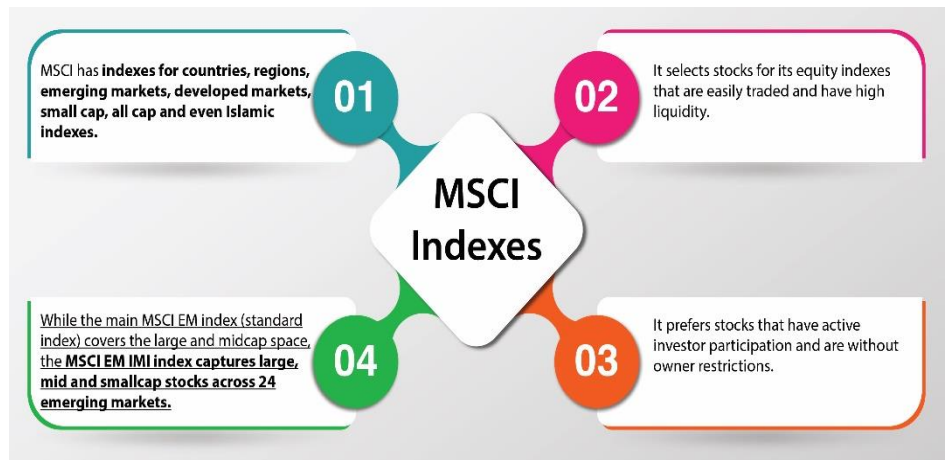 MSCI has indexes for countries, regions,
emerging markets, developed markets,
small cap, all cap and even Islamic
indexes.
01
02
It selects stocks for its equity indexes
that are easily traded and have high
liquidity.
MSCI
Indexes
While the main MSCI EM index (standard
index) covers the large and midcap space,
the MSCI EM IMI index captures large,
mid and smallcap stocks across 24
emerging markets.
04
03
It prefers stocks that have active
investor participation and are without
owner restrictions.